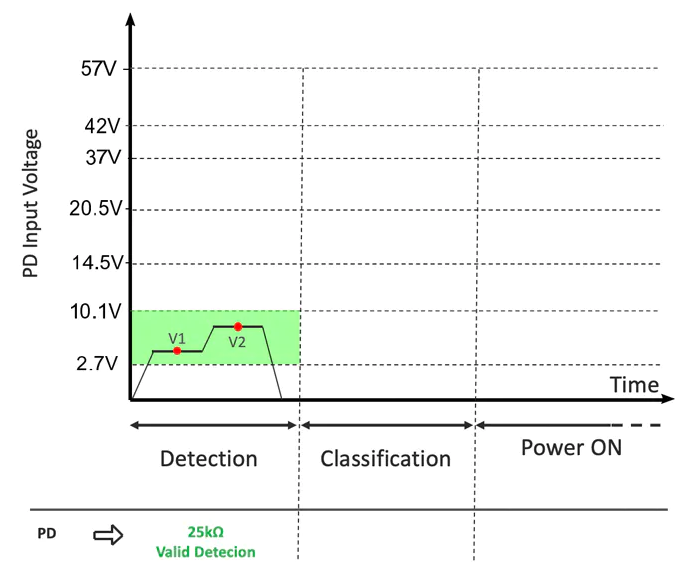 57V
42V
37V
20.5V
14.5V
10.1V
2.7V
PD Input Voltage
V1
V2
Time
Detection
Classification
Power ON
PD
25kΩ
Valid Detecion